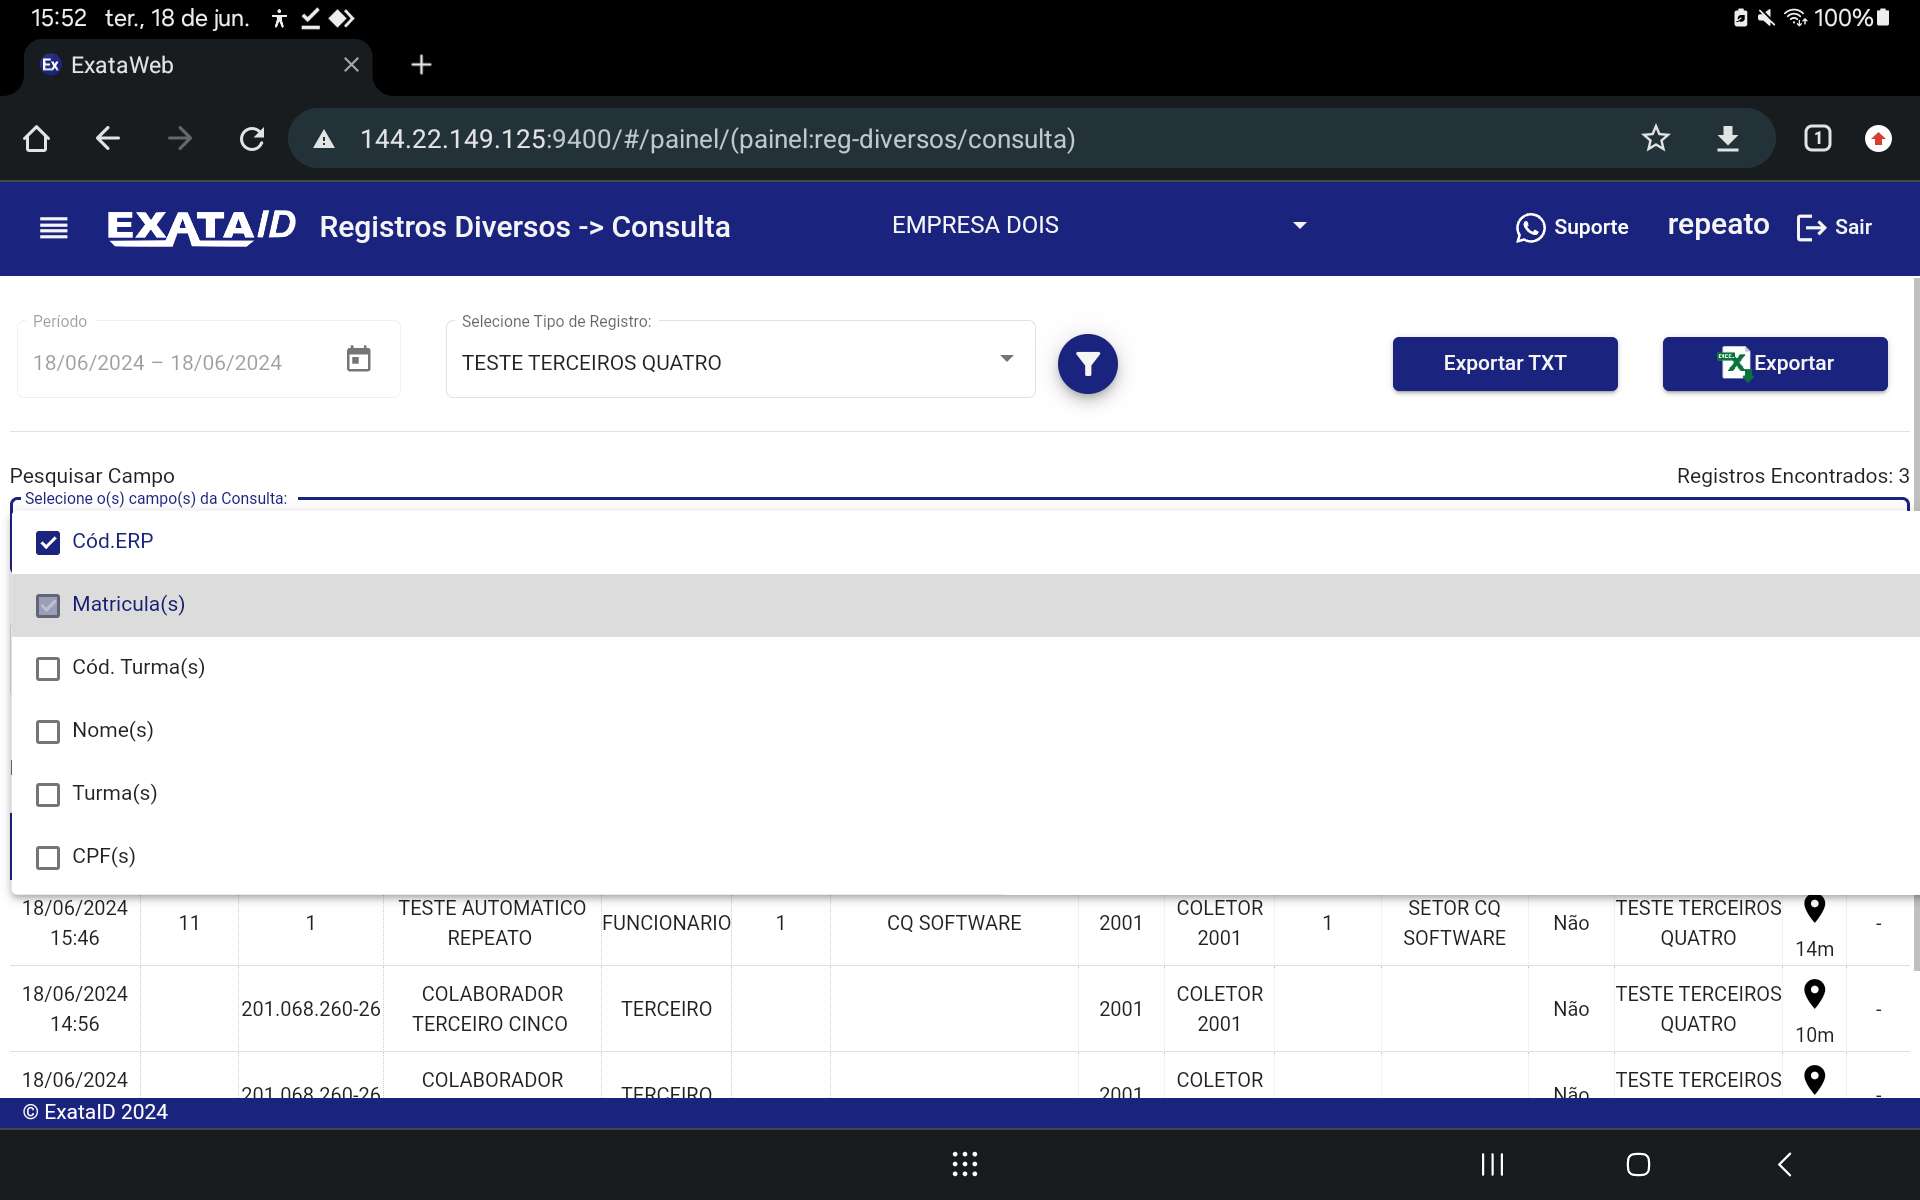 15:52 ter., 18 de jun. 100%
Ex ExataWeb
144.22.149.125:9400/#/painel/(painel:reg-diversos/consulta) 1
EXATAID Registros Diversos -> Consulta EMPRESA DOIS Suporte repeato Sair
Período Selecione Tipo de Registro:
18/06/2024 – 18/06/2024 TESTE TERCEIROS QUATRO Exportar TXT Exportar
Pesquisar Campo Registros Encontrados: 3
Selecione o(s) campo(s) da Consulta:
Cód.ERP
Matricula(s)
Cód. Turma(s)
Nome(s)
Turma(s)
CPF(s)
18/06/2024 TESTE AUTOMATICO COLETOR SETOR CQ TESTE TERCEIROS
11 1 FUNCIONARIO 1 CQ SOFTWARE 2001 1 Não -
15:46 REPEATO 2001 SOFTWARE QUATRO 14m
18/06/2024 COLABORADOR COLETOR TESTE TERCEIROS
201.068.260-26 TERCEIRO 2001 Não -
14:56 TERCEIRO CINCO 2001 QUATRO 10m
18/06/2024 COLABORADOR COLETOR TESTE TERCEIROS
201.068.260-26 TERCEIRO 2001 Não -
© ExataID 2024